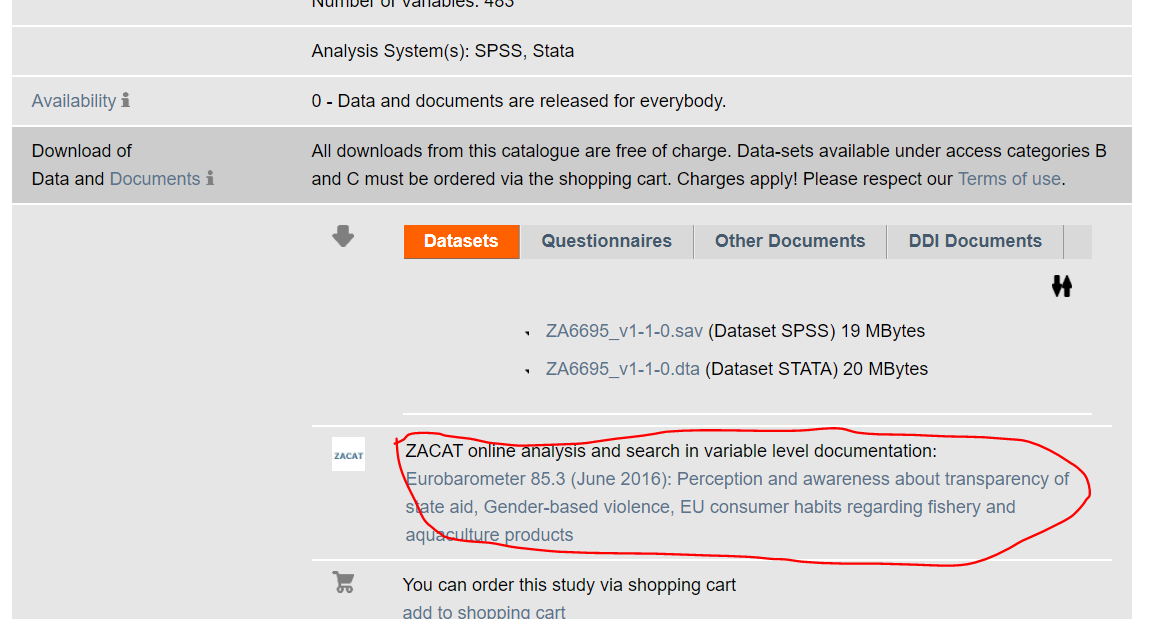 Number of variables: 483
Analysis System(s): SPSS, Stata
Availability
0 - Data and documents are released for everybody.
Download of
Data and Documents
All downloads from this catalogue are free of charge. Data-sets available under access categories B
and C must be ordered via the shopping cart. Charges apply! Please respect our Terms of use.
Datasets
Questionnaires
Other Documents
DDI Documents
ZA6695_v1-1-0.sav (Dataset SPSS) 19 MBytes
ZA6695_v1-1-0.dta (Dataset STATA) 20 MBytes
ZACAT
ZACAT online analysis and search in variable level documentation:
Eurobarometer 85.3 (June 2016): Perception and awareness about transparency of
state aid, Gender-based violence, EU consumer habits regarding fishery and
aquaculture products
You can order this study via shopping cart
add to shopping cart